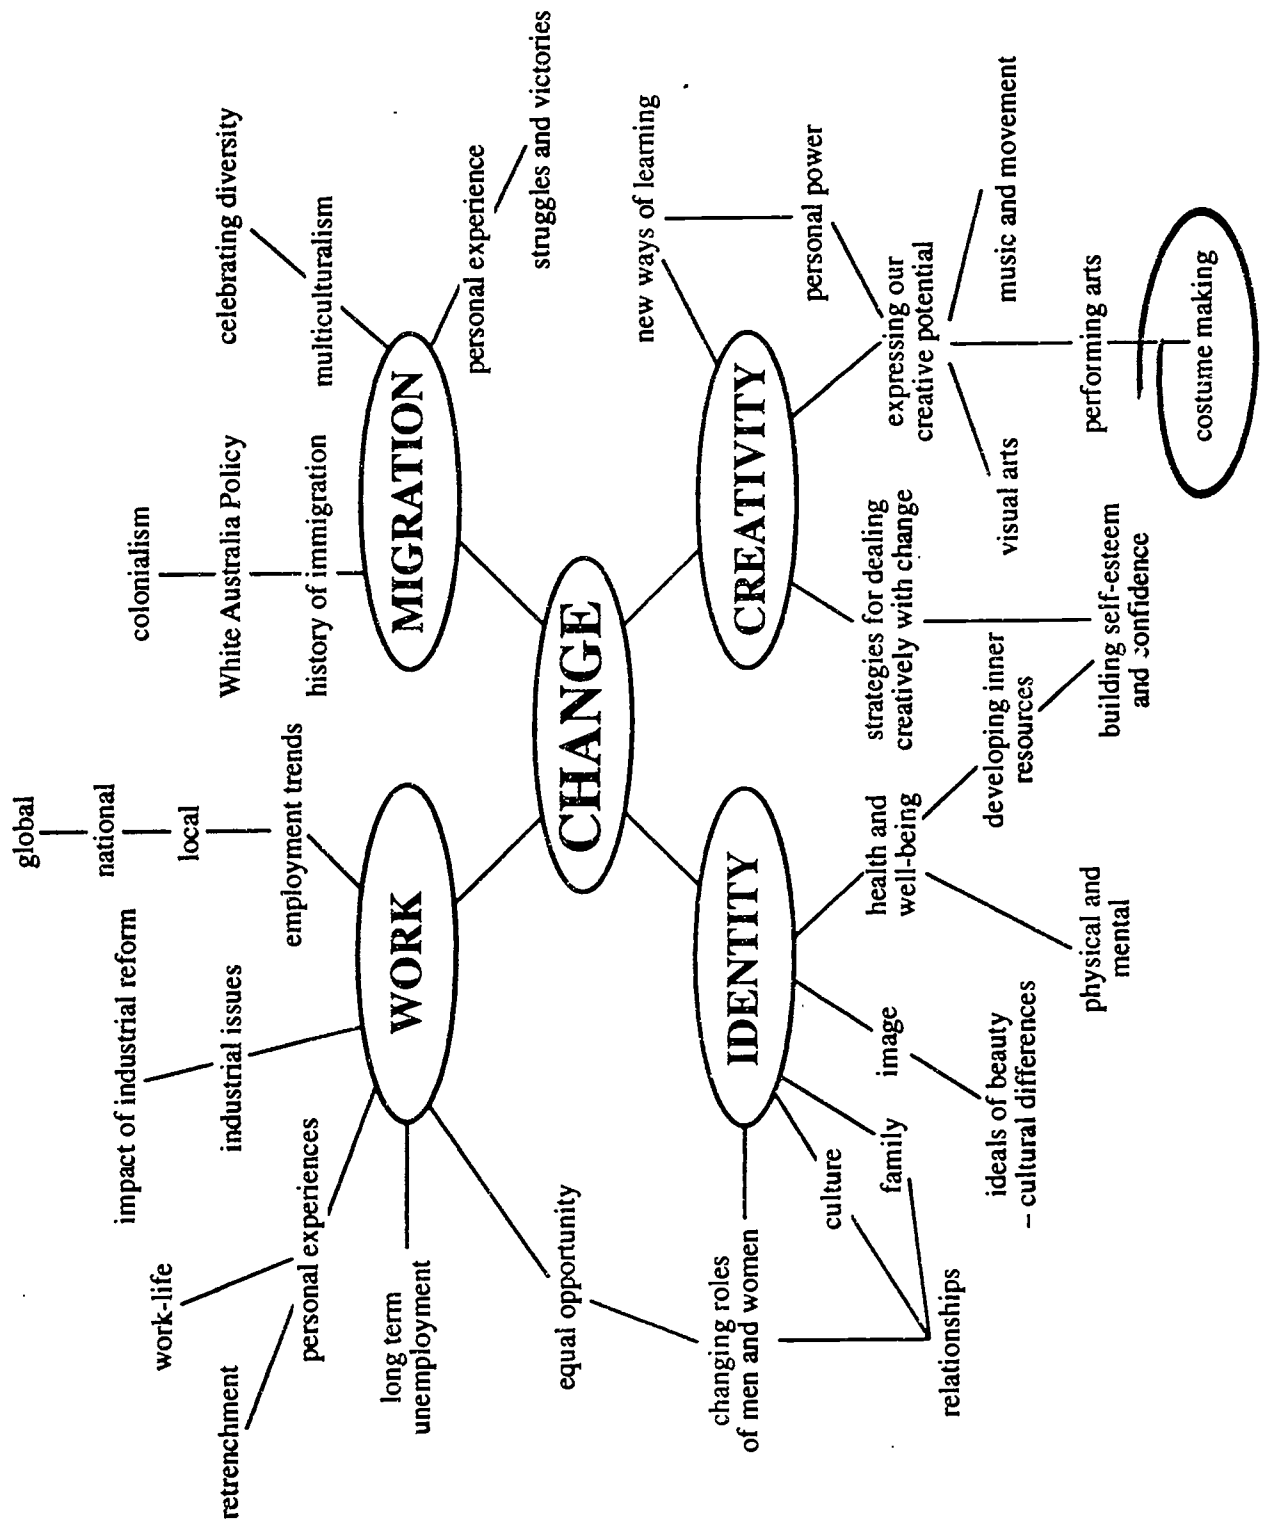 global
national
local
employment trends
impact of industrial reform
industrial issues
work-life
retrenchment
personal experiences
long term
unemployment
WORK
equal opportunity
colonialism
White Australia Policy
history of immigration
celebrating diversity
multiculturalism
personal experience
struggles and victories
MIGRATION
CHANGE
IDENTITY
changing roles
of men and women
culture
family
relationships
image
ideals of beauty
– cultural differences
health and
well-being
physical and
mental
developing inner
resources
building self-esteem
and confidence
CREATIVITY
strategies for dealing
creatively with change
new ways of learning
personal power
expressing our
creative potential
visual arts
music and movement
performing arts
costume making